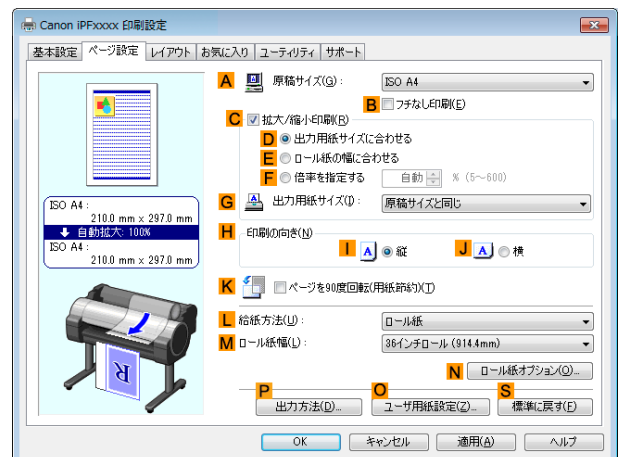 Canon iPFxxxx 印刷設定
基本設定 ページ設定 レイアウト お気に入り ユーティリティ サポート
A 原稿サイズ(G): ISO A4
B フチなし印刷(E)
C 拡大/縮小印刷(R)
D 出力用紙サイズに合わせる
E ロール紙の幅に合わせる
F 倍率を指定する 自動 % (5～600)
G 出力用紙サイズ(I): 原稿サイズと同じ
ISO A4:
210.0 mm x 297.0 mm
自動拡大: 100%
ISO A4:
210.0 mm x 297.0 mm
H 印刷の向き(N)
I A 縦 J A 横
K ページを90度回転(用紙節約)(T)
L 給紙方法(U): ロール紙
M ロール紙幅(L): 36インチロール (914.4mm)
R
N ロール紙オプション(O)...
P O S
出力方法(D)... ユーザ用紙設定(Z)... 標準に戻す(F)
OK キャンセル 適用(A) ヘルプ